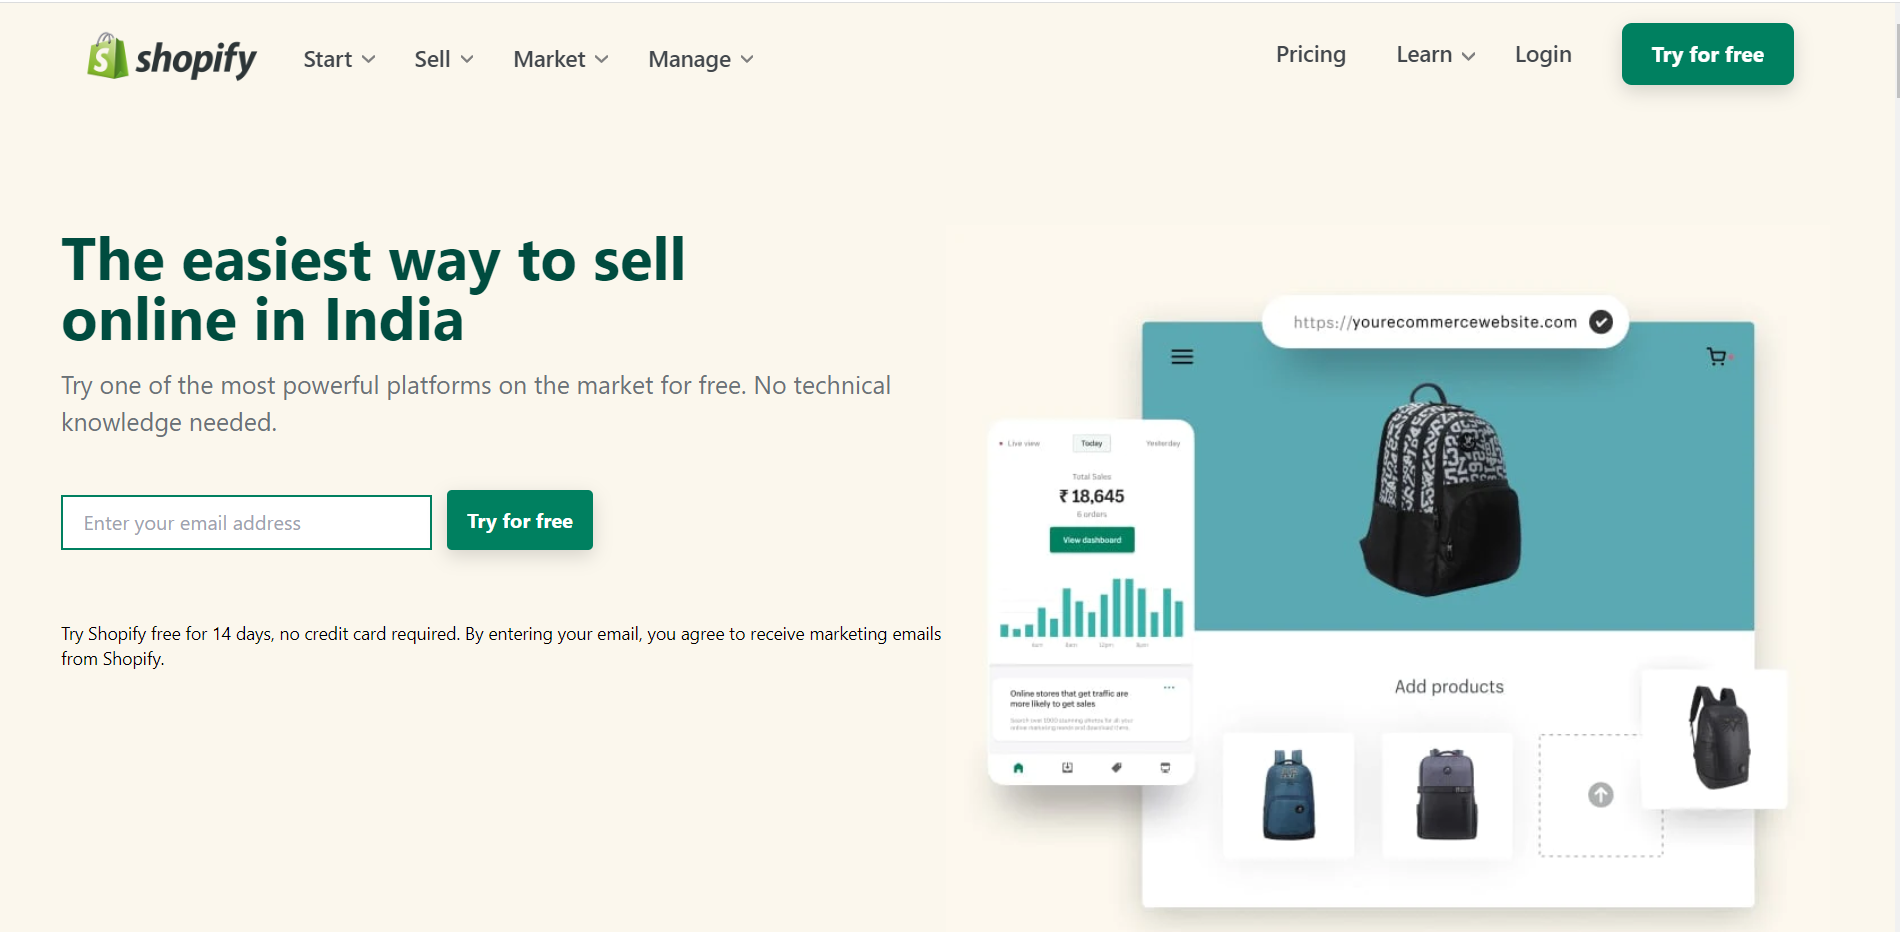 shopify
Start
Sell
Market
Manage
Pricing
Learn
Login
Try for free
The easiest way to sell
online in India
Try one of the most powerful platforms on the market for free. No technical
knowledge needed.
Enter your email address
Try for free
Try Shopify free for 14 days, no credit card required. By entering your email, you agree to receive marketing emails
from Shopify.
https://yourecommercewebsite.com
Live view
Today
Yesterday
Total Sales
₹ 18,645
6 orders
View dashboard
Online stores that get traffic are
more likely to get sales
Add products